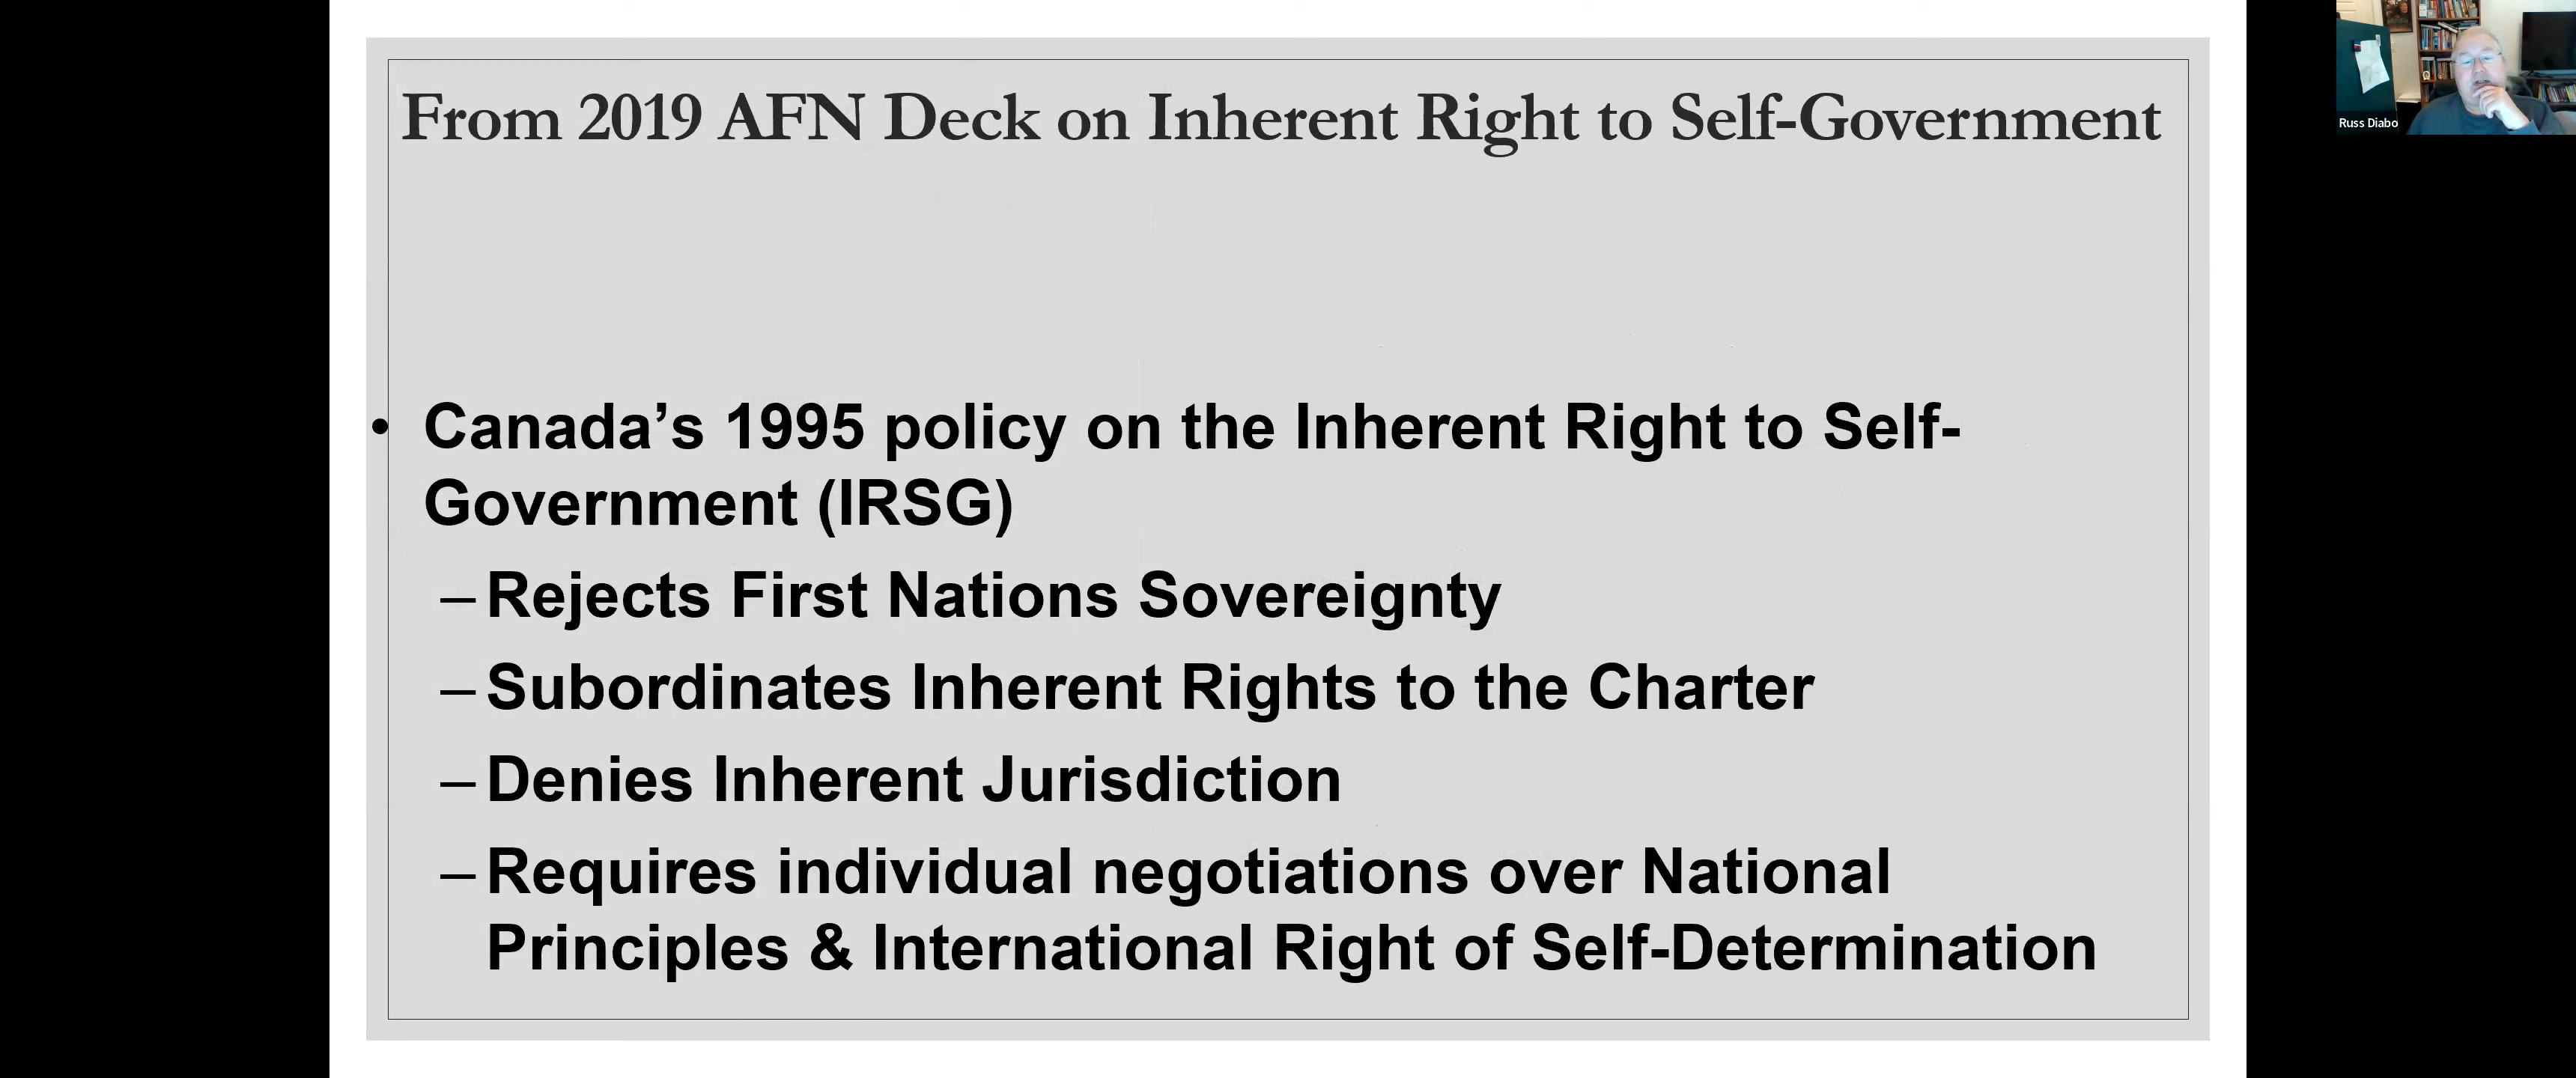 From 2019 AFN Deck on Inherent Right to Self-Government
Russ Diabo
• Canada’s 1995 policy on the Inherent Right to Self-
Government (IRSG)
– Rejects First Nations Sovereignty
– Subordinates Inherent Rights to the Charter
– Denies Inherent Jurisdiction
– Requires individual negotiations over National
Principles & International Right of Self-Determination